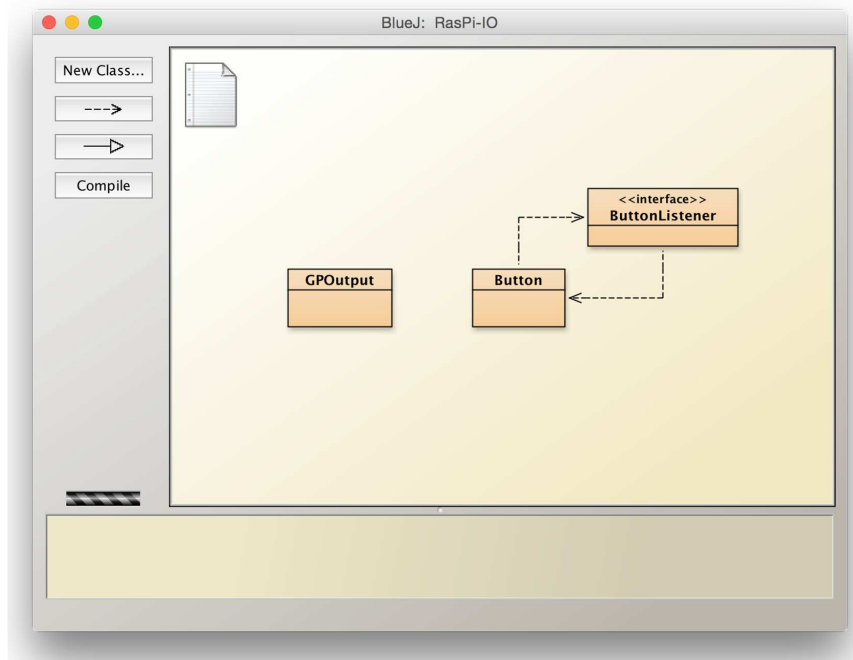 BlueJ: RasPi-IO
New Class...
Compile
<<interface>>
ButtonListener
GPOutput
Button